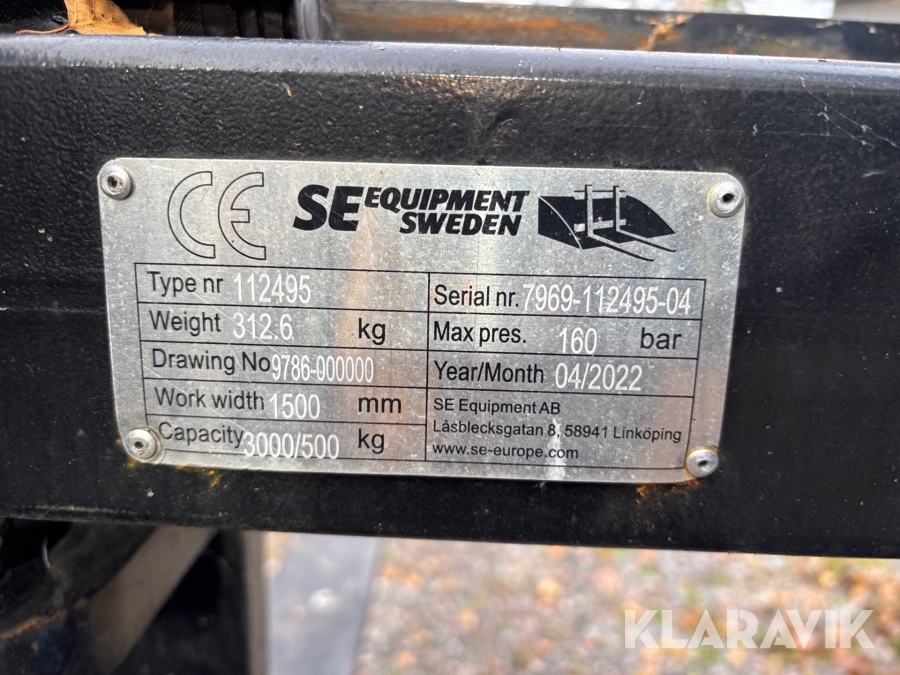 CE SE EQUIPMENT
SWEDEN
Type nr 112495
Weight 312.6 kg
Drawing No 9786-000000
Work width 1500 mm
Capacity 3000/500 kg
Serial nr. 7969-112495-04
Max pres. 160 bar
Year/Month 04/2022
SE Equipment AB
Låsblecksgatan 8, 58941 Linköping
www.se-europe.com
KLARAVIK